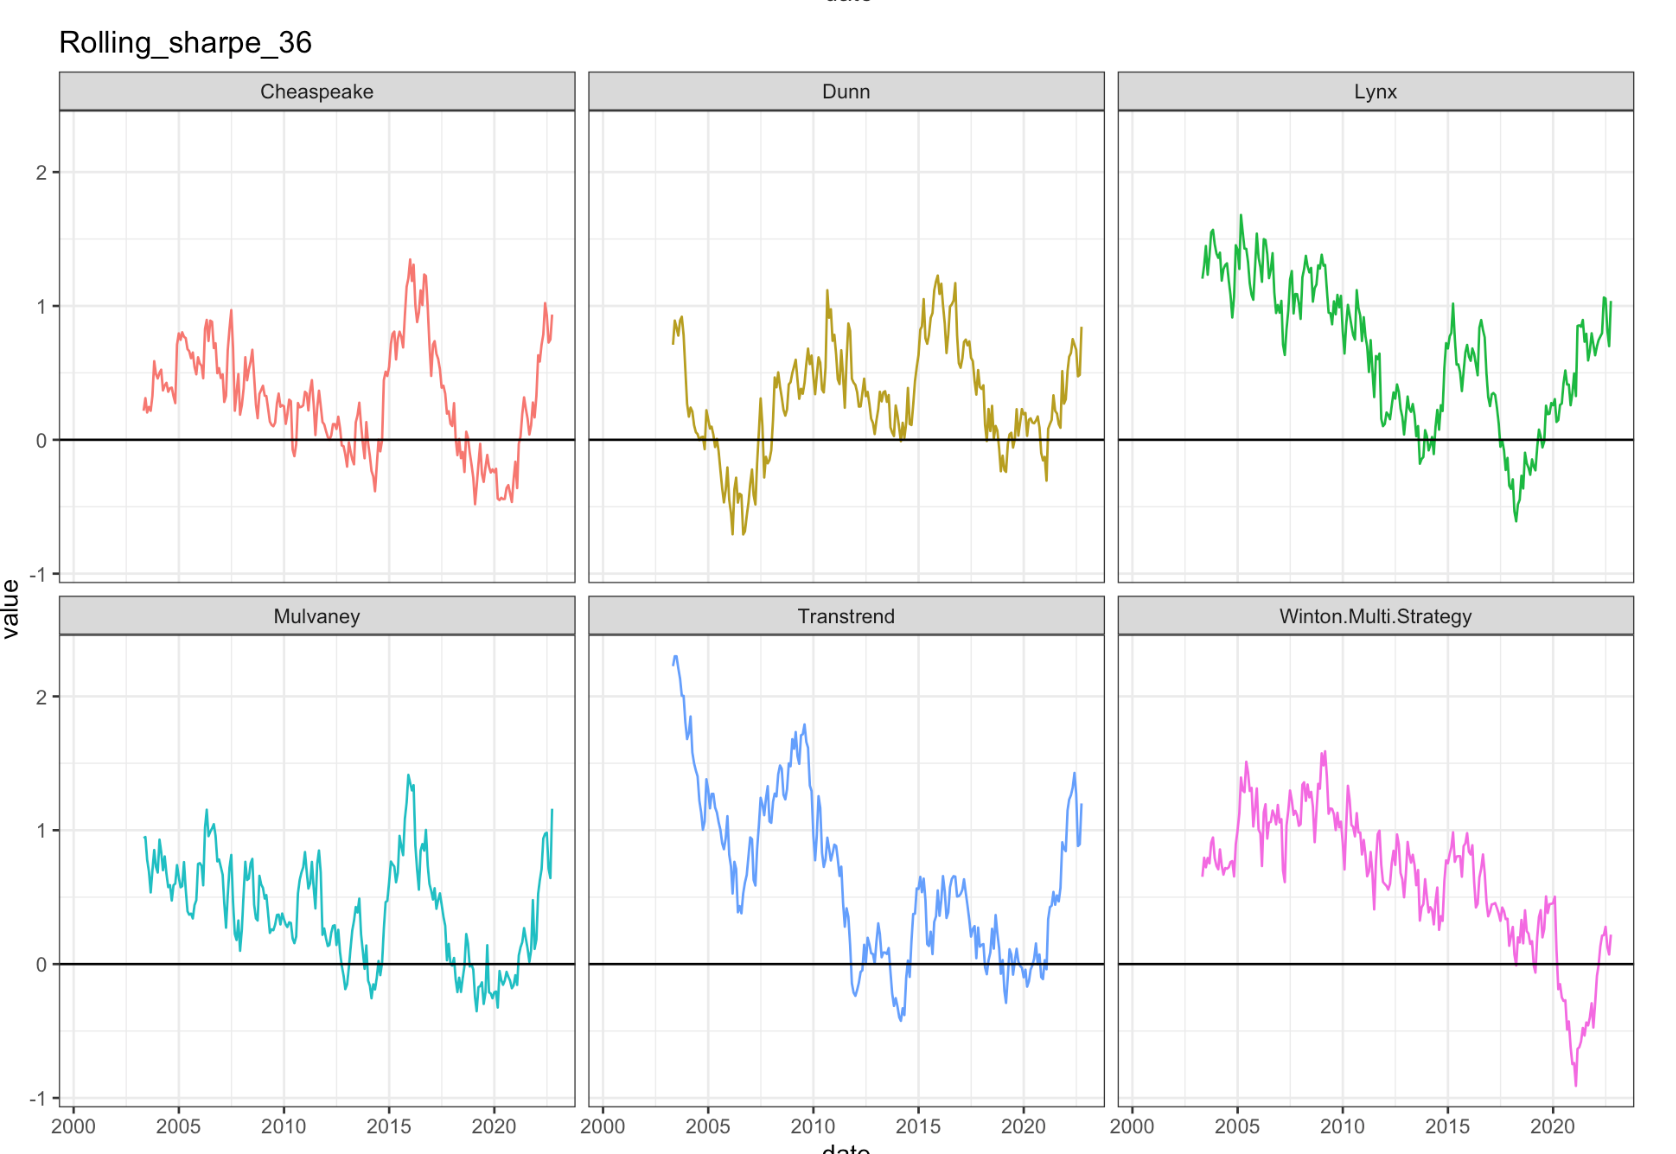 date
Rolling_sharpe_36
Cheaspeake
Dunn
Lynx
2
1
0
-1
value
Mulvaney
Transtrend
Winton.Multi.Strategy
2
1
0
-1
2000 2005 2010 2015 2020
2000 2005 2010 2015 2020
2000 2005 2010 2015 2020
date